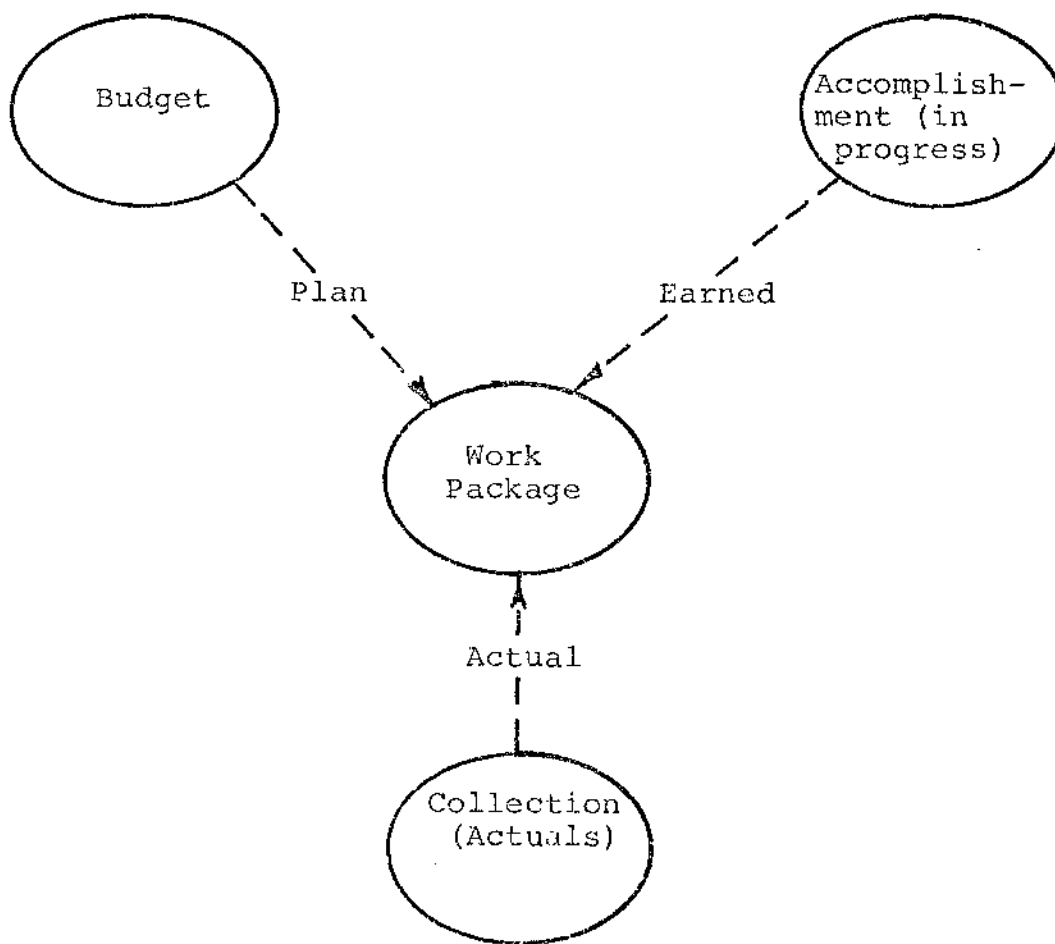 Budget
Accomplish-
ment (in
progress)
Plan
Earned
Work
Package
Actual
Collection
(Actuals)